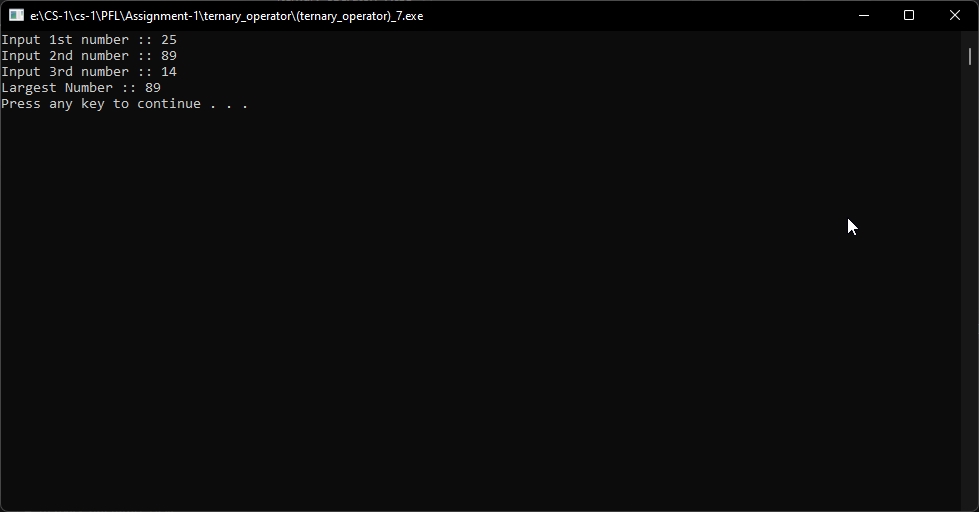 e:\CS-1\cs-1\PFL\Assignment-1\ternary_operator\(ternary_operator)_7.exe
Input 1st number :: 25
Input 2nd number :: 89
Input 3rd number :: 14
Largest Number :: 89
Press any key to continue . . .